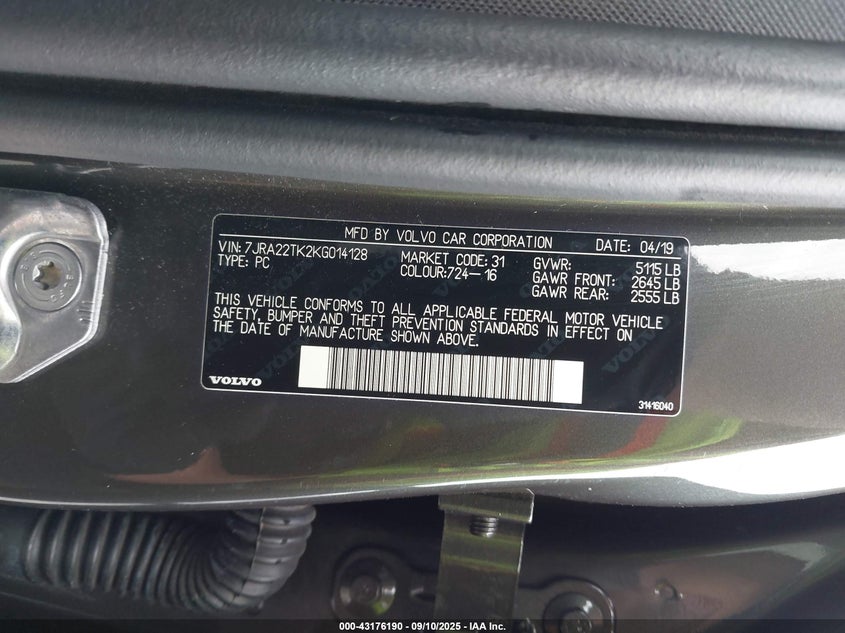 MFD BY VOLVO CAR CORPORATION DATE: 04/19
VIN: 7JRA22TK2KG014128 MARKET CODE: 31 GVWR: 5115 LB
TYPE: PC COLOUR:724-16 GAWR FRONT: 2645 LB
GAWR REAR: 2555 LB
THIS VEHICLE CONFORMS TO ALL APPLICABLE FEDERAL MOTOR VEHICLE
SAFETY, BUMPER AND THEFT PREVENTION STANDARDS IN EFFECT ON
THE DATE OF MANUFACTURE SHOWN ABOVE.
VOLVO
31416040
000-43176190 - 09/10/2025 - IAA Inc.